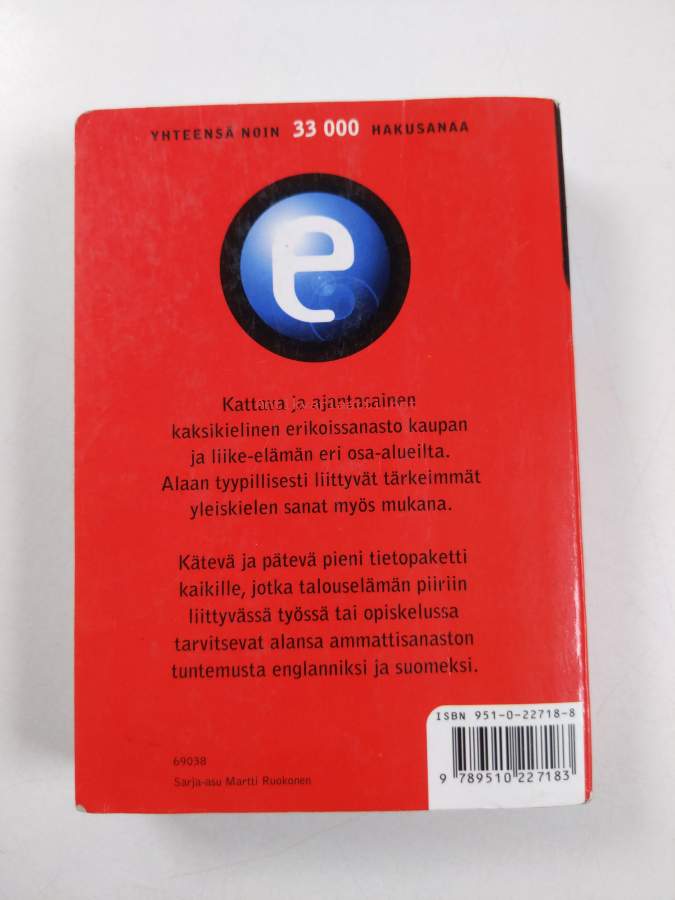 YHTEENSÄ NOIN 33 000 HAKUSANAA
e
Kattava ja ajantasainen
kaksikielinen erikoissanasto kaupan
ja liike-elämän eri osa-alueilta.
Alaan tyypillisesti liittyvät tärkeimmät
yleiskielen sanat myös mukana.
Kätevä ja pätevä pieni tietopaketti
kaikille, jotka talouselämän piiriin
liittyvässä työssä tai opiskelussa
tarvitsevat alansa ammattisanaston
tuntemusta englanniksi ja suomeksi.
69038
Sarja-asu Martti Ruokonen
ISBN 951-0-22718-8
9 789510 227183